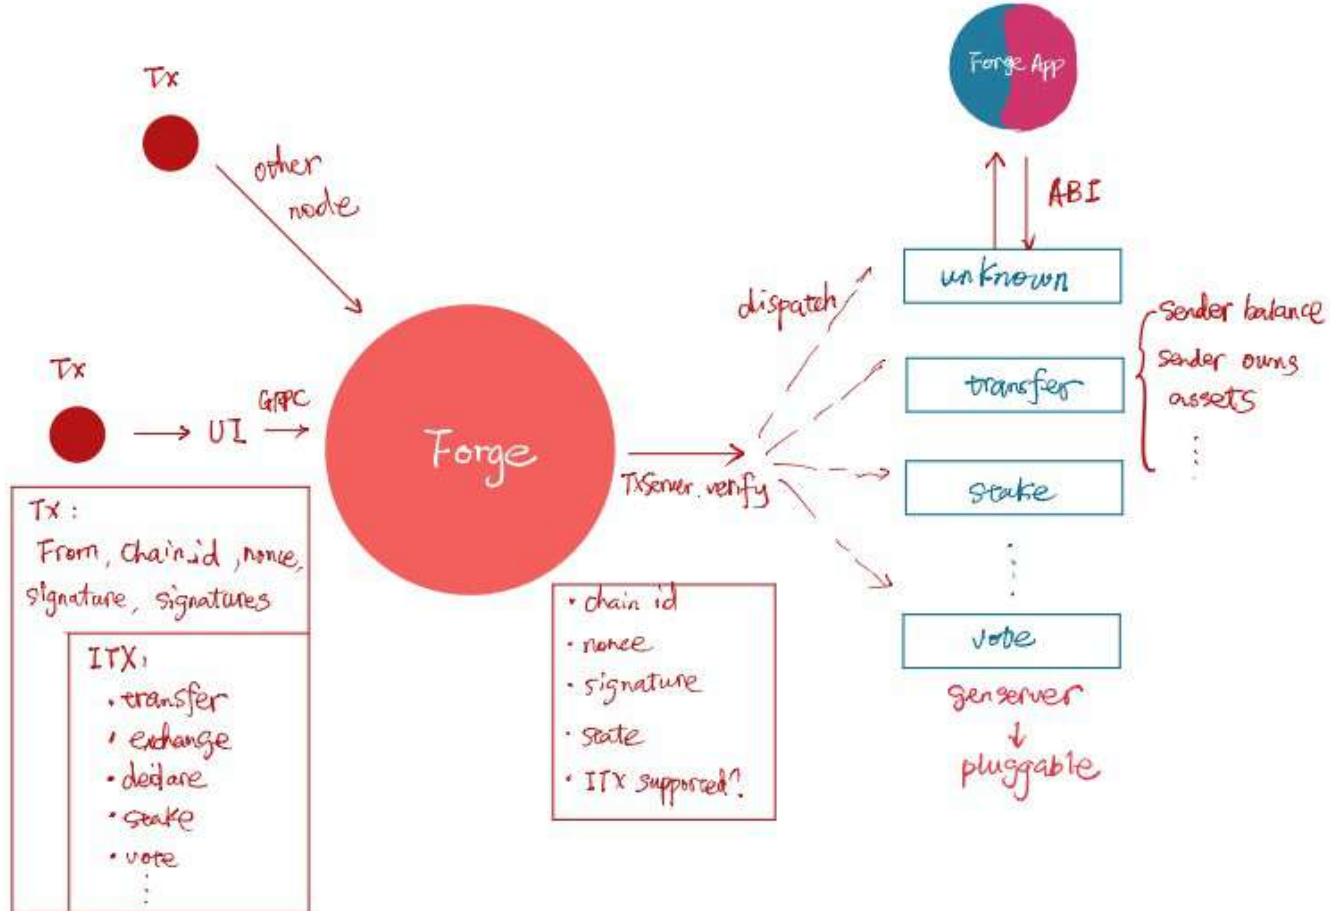 Tx
other
node
Tx
UI
GRPC
Forge
TxServer.verify
dispatch
Forge App
ABI
unknown
transfer
stake
vote
sender balance
sender owns
assets
genserver
pluggable
Tx:
From, chain_id, nonce,
signature, signatures
ITX:
• transfer
• exchange
• declare
• stake
• vote
• chain id
• nonce
• signature
• state
• ITX supported?